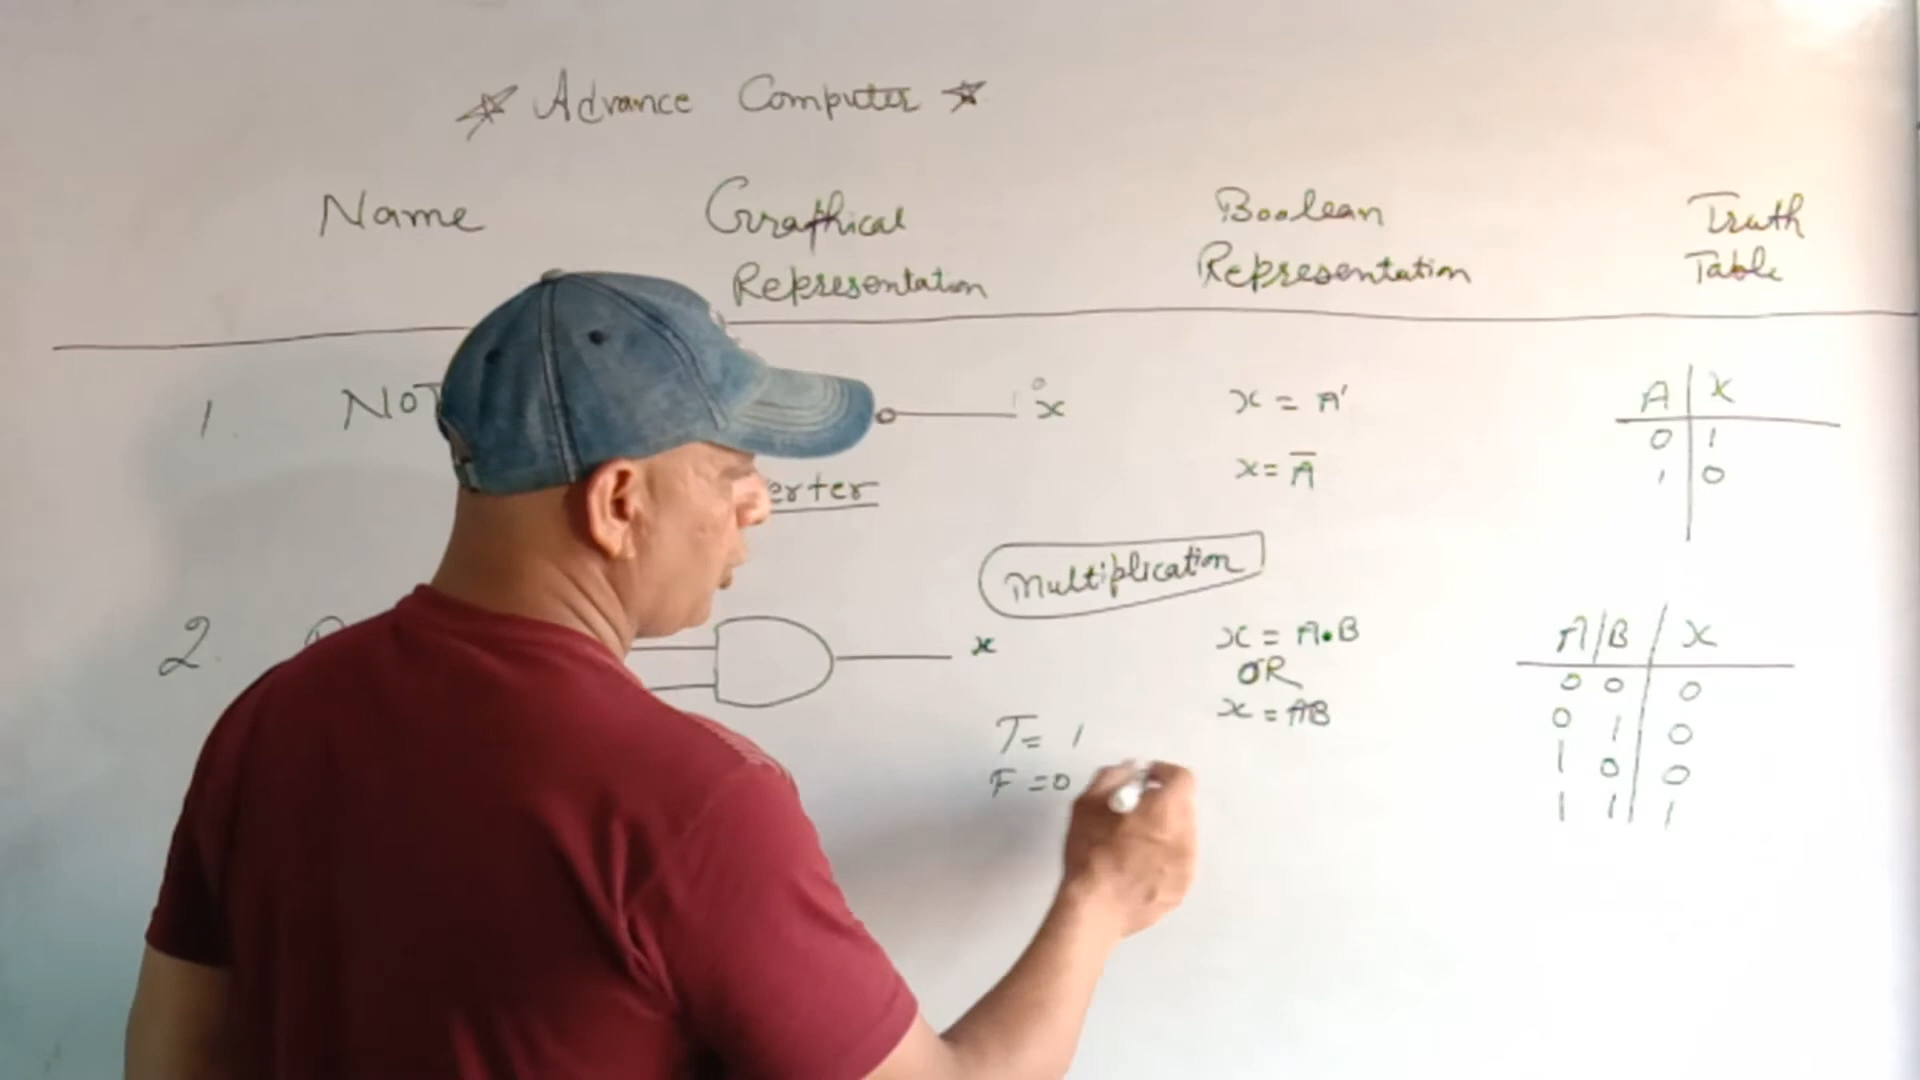 Advance Computer
Name Graphical Representation Boolean Representation Truth Table
1. NOT x x = A' A X
0 1
x = A 1 0
erter
Multiplication
2. x x = A.B A B X
OR 0 0 0
x = AB 0 1 0
T = 1 1 0 0
F = 0 1 1 1